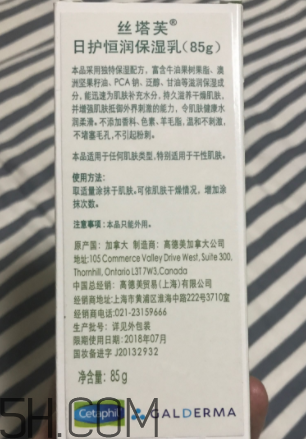 丝塔芙®
日护恒润保湿乳(85g)
本品采用独特保湿配方，富含牛油果树果脂、澳
洲坚果籽油、PCA钠、泛醇、甘油等滋润保湿成
分，能迅速为肌肤补充水分，持久滋养干燥肌肤，
并增强肌肤抵御外界刺激的能力，令肌肤健康水
润柔滑。不添加香料、色素、羊毛脂，温和不刺激，
不堵塞毛孔，不引起粉刺。
本品适用于任何肌肤类型，特别适用于干性肌肤。
使用方法:
取适量涂抹于肌肤。可依肌肤干燥情况，增加涂
抹次数。
注意事项:本品只能外用。
原产国: 加拿大 制造商: 高德美加拿大公司
地址:105 Commerce Valley Drive West, Suite 300,
Thornhill, Ontario L3T7W3,Canada
中国总经销: 高德美贸易(上海)有限公司
经销商地址:上海市黄浦区淮海中路222号3710室
经销商电话:021-23159666
生产批号: 详见外包装
限期使用日期:2018年07月
国妆备进字J20132932
净含量: 85g
Cetaphil GALDERMA
5H.COM